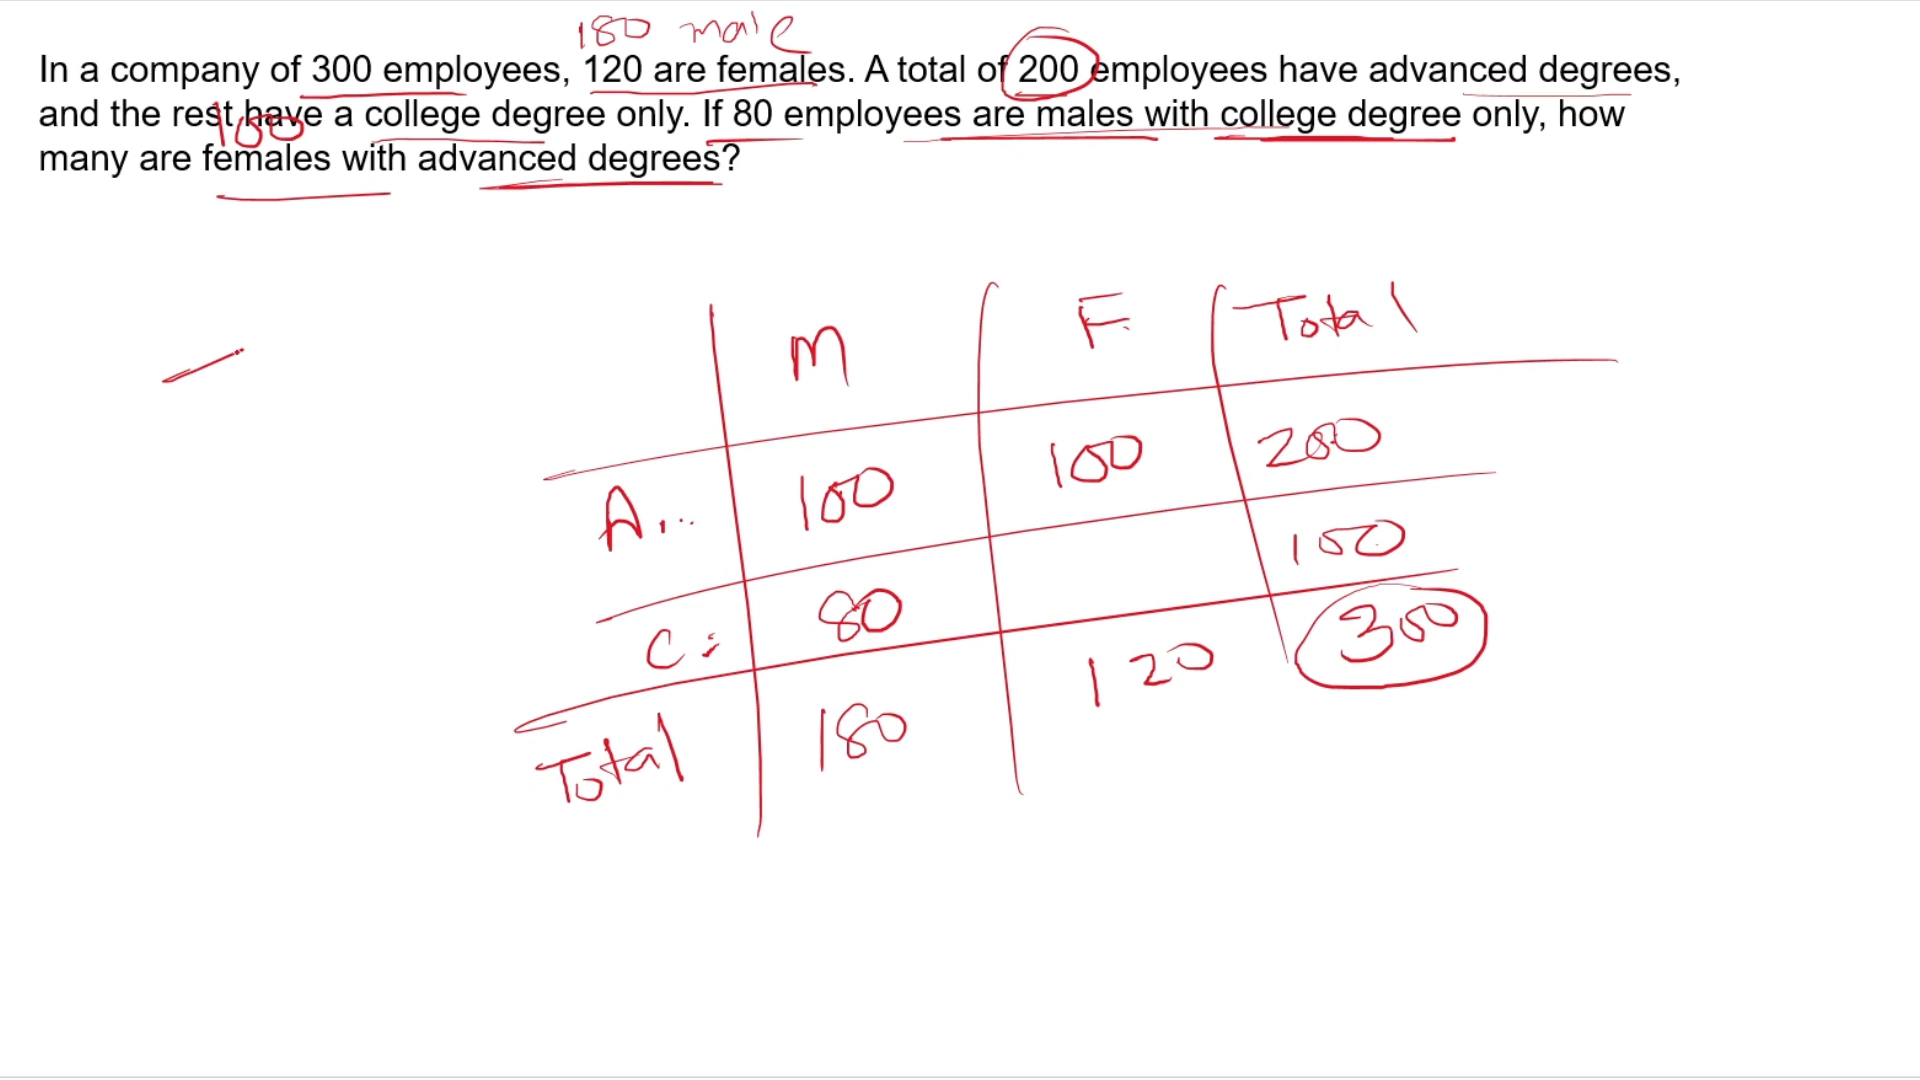 180 male
In a company of 300 employees, 120 are females. A total of 200 employees have advanced degrees,
and the rest have a college degree only. If 80 employees are males with college degree only, how
100
many are females with advanced degrees?
M F. Total
A... 100 100 200
C: 80 100
Total 180 120 300